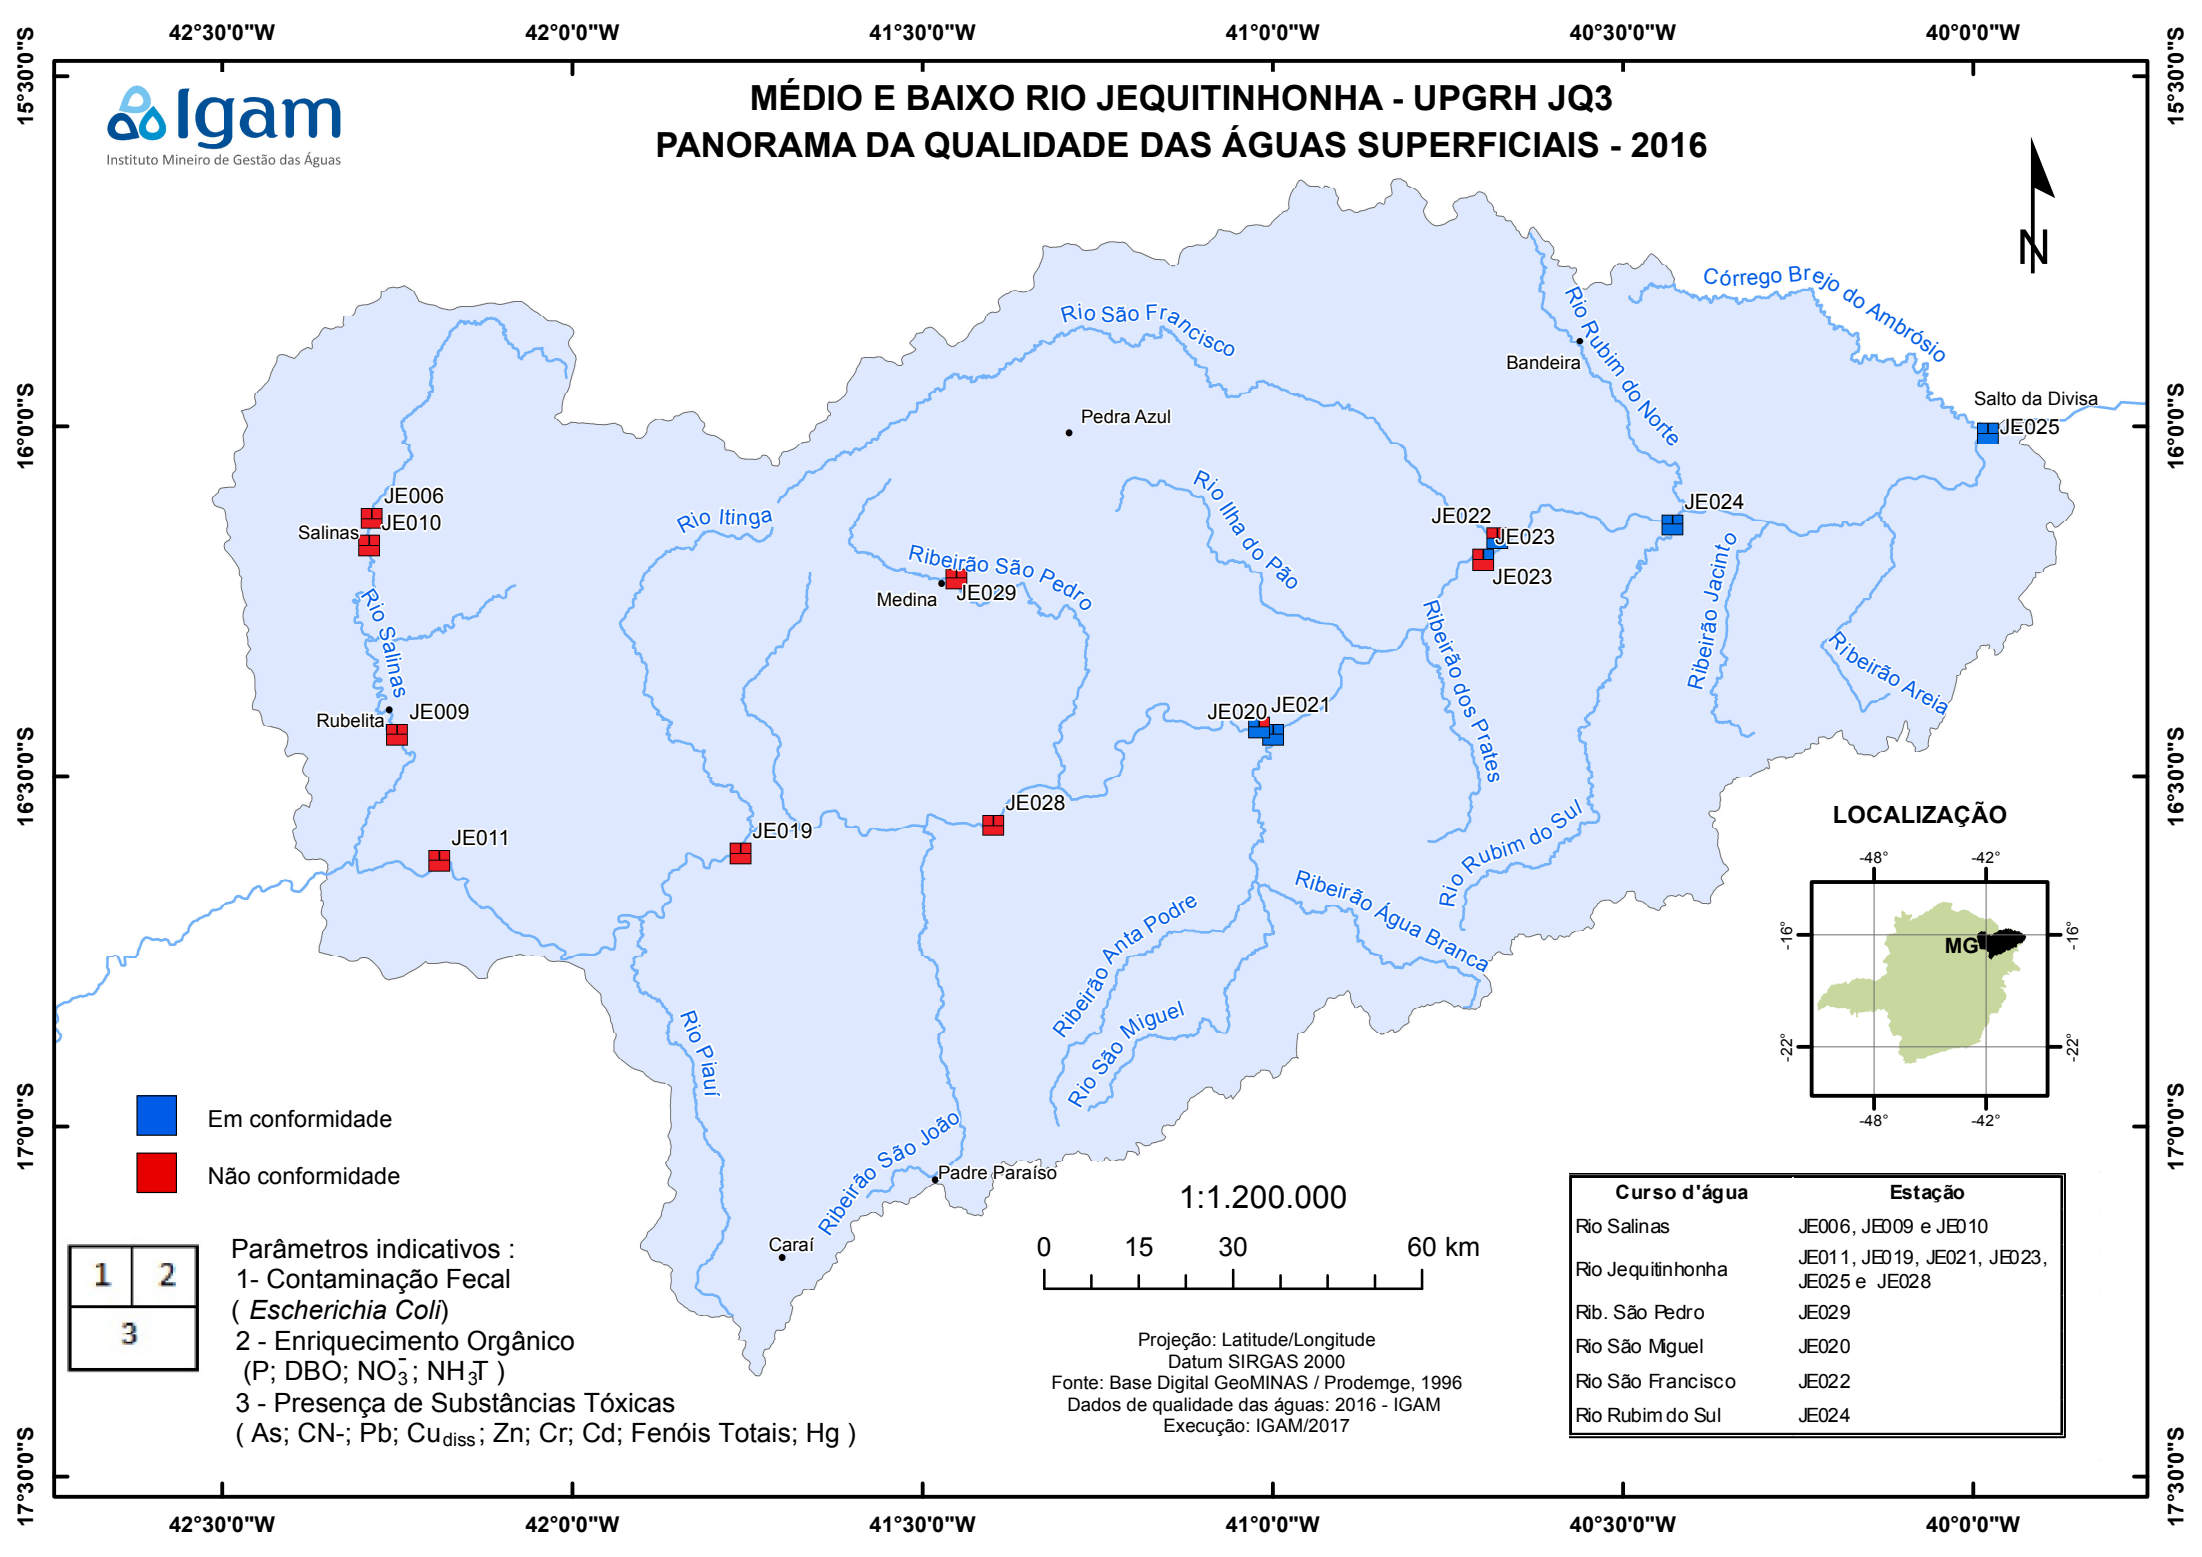 42°30'0"W 42°0'0"W 41°30'0"W 41°0'0"W 40°30'0"W 40°0'0"W
15°30'0"S
15°30'0"S
Igam
Instituto Mineiro de Gestão das Águas
MÉDIO E BAIXO RIO JEQUITINHONHA - UPGRH JQ3
PANORAMA DA QUALIDADE DAS ÁGUAS SUPERFICIAIS - 2016
N
Córrego Brejo do Ambrósio
Rio São Francisco
Rio Rubim do Norte
Bandeira
Salto da Divisa
JE025
Pedra Azul
16°0'0"S
16°0'0"S
JE006
JE010
Salinas
Rio Itinga
Rio Ilha do Pão
JE022
JE023
JE023
JE024
Ribeirão São Pedro
Medina
JE029
Rio Salinas
Ribeirão dos Prates
Ribeirão Jacinto
Ribeirão Areia
Rubelita
JE009
JE020
JE021
16°30'0"S
16°30'0"S
JE028
JE011
JE019
Rio Rubim do Sul
Ribeirão Água Branca
Ribeirão Anta Podre
Rio São Miguel
Rio Piauí
Ribeirão São João
Padre Paraíso
Caraí
LOCALIZAÇÃO
-48° -42°
-16° MG -16°
-22° -22°
-48° -42°
17°0'0"S
17°0'0"S
Em conformidade
Não conformidade
1 2
3
Parâmetros indicativos :
1- Contaminação Fecal
( Escherichia Coli)
2 - Enriquecimento Orgânico
(P; DBO; NO3-; NH3T )
3 - Presença de Substâncias Tóxicas
( As; CN-; Pb; Cudiss; Zn; Cr; Cd; Fenóis Totais; Hg )
1:1.200.000
0 15 30 60 km
Projeção: Latitude/Longitude
Datum SIRGAS 2000
Fonte: Base Digital GeoMINAS / Prodemge, 1996
Dados de qualidade das águas: 2016 - IGAM
Execução: IGAM/2017
Curso d'água Estação
Rio Salinas JE006, JE009 e JE010
Rio Jequitinhonha JE011, JE019, JE021, JE023,
JE025 e JE028
Rib. São Pedro JE029
Rio São Miguel JE020
Rio São Francisco JE022
Rio Rubim do Sul JE024
17°30'0"S
17°30'0"S
42°30'0"W 42°0'0"W 41°30'0"W 41°0'0"W 40°30'0"W 40°0'0"W